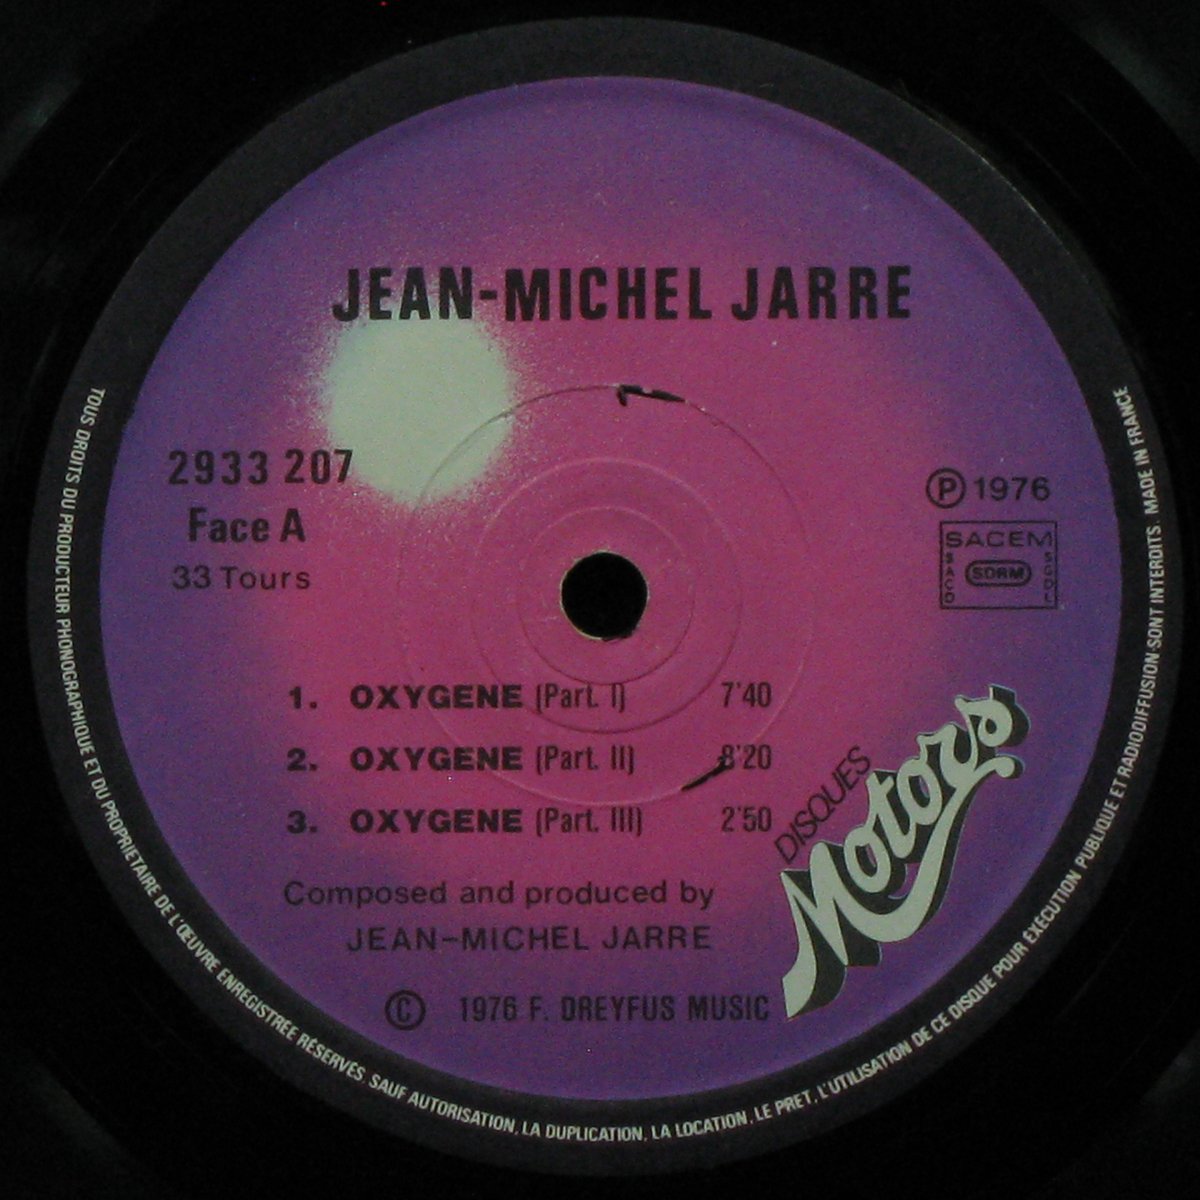 JEAN-MICHEL JARRE
2933 207
Face A
33 Tours
Ⓟ 1976
SACEM
SACD
SDRM
SGDL
1. OXYGENE (Part. I) 7'40
2. OXYGENE (Part. II) 8'20
3. OXYGENE (Part. III) 2'50
Composed and produced by
JEAN-MICHEL JARRE
© 1976 F. DREYFUS MUSIC
DISQUES
Motors
TOUS DROITS DU PRODUCTEUR PHONOGRAPHIQUE ET DU PROPRIETAIRE DE L'ŒUVRE ENREGISTRÉE RÉSERVÉS. SAUF AUTORISATION, LA DUPLICATION, LA LOCATION, LE PRET, L'UTILISATION DE CE DISQUE POUR EXÉCUTION PUBLIQUE ET RADIODIFFUSION SONT INTERDITS. MADE IN FRANCE